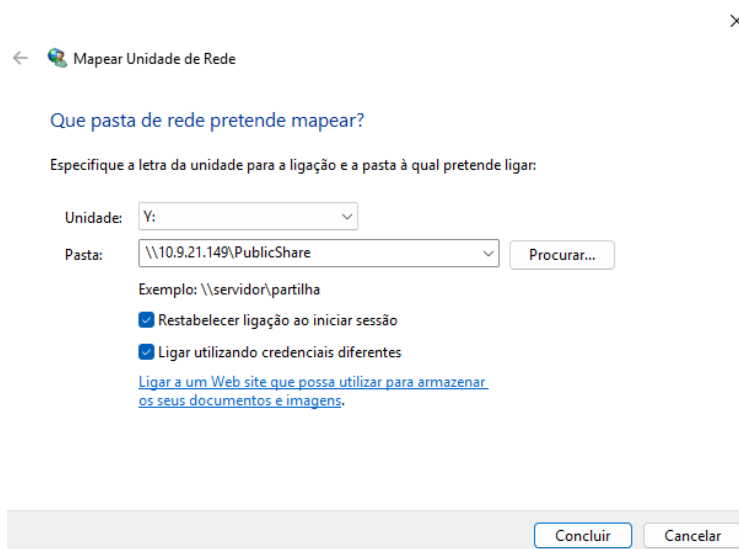 Mapear Unidade de Rede
Que pasta de rede pretende mapear?
Especifique a letra da unidade para a ligação e a pasta à qual pretende ligar:
Unidade: Y:
Pasta: \\10.9.21.149\PublicShare Procurar...
Exemplo: \\servidor\partilha
Restabelecer ligação ao iniciar sessão
Ligar utilizando credenciais diferentes
Ligar a um Web site que possa utilizar para armazenar
os seus documentos e imagens.
Concluir Cancelar